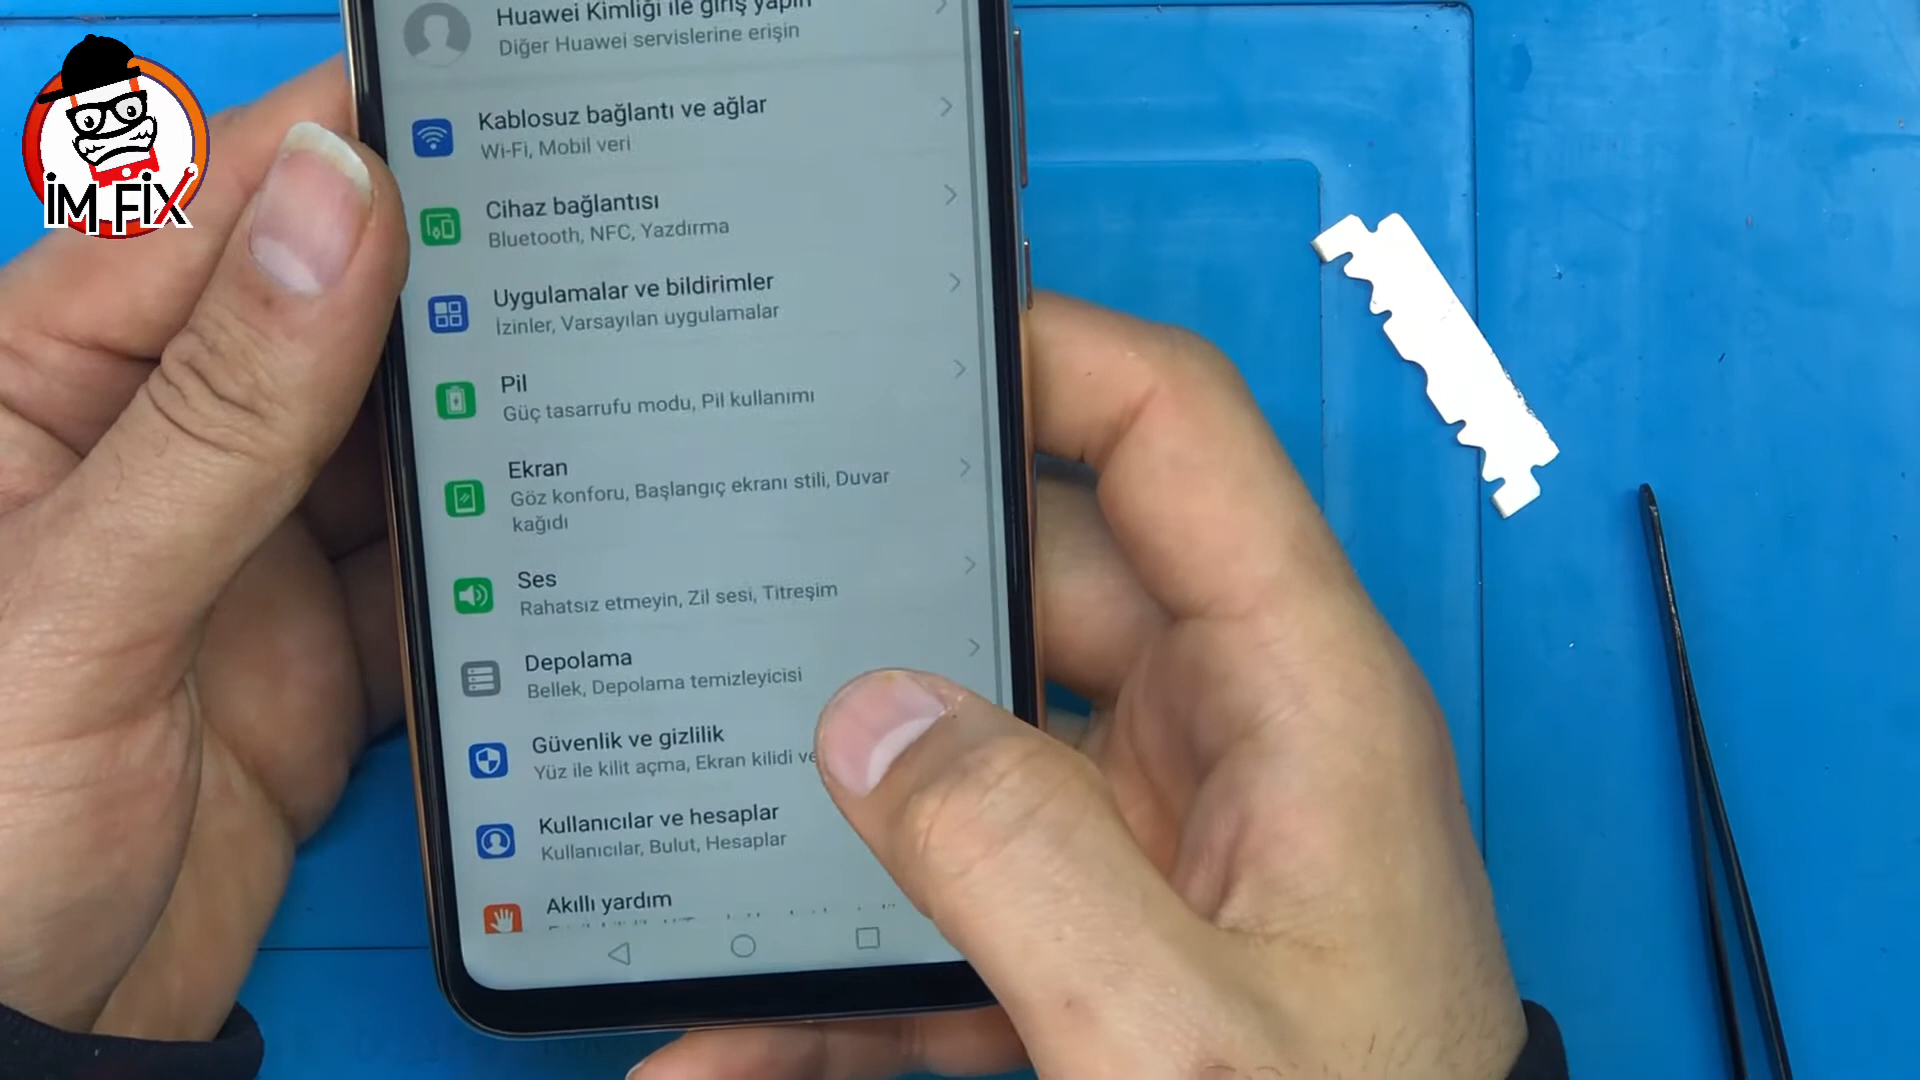 İM FİX
Huawei Kimliği ile giriş yapın
Diğer Huawei servislerine erişin
Kablosuz bağlantı ve ağlar
Wi-Fi, Mobil veri
Cihaz bağlantısı
Bluetooth, NFC, Yazdırma
Uygulamalar ve bildirimler
İzinler, Varsayılan uygulamalar
Pil
Güç tasarrufu modu, Pil kullanımı
Ekran
Göz konforu, Başlangıç ekranı stili, Duvar
kağıdı
Ses
Rahatsız etmeyin, Zil sesi, Titreşim
Depolama
Bellek, Depolama temizleyicisi
Güvenlik ve gizlilik
Yüz ile kilit açma, Ekran kilidi ve
Kullanıcılar ve hesaplar
Kullanıcılar, Bulut, Hesaplar
Akıllı yardım